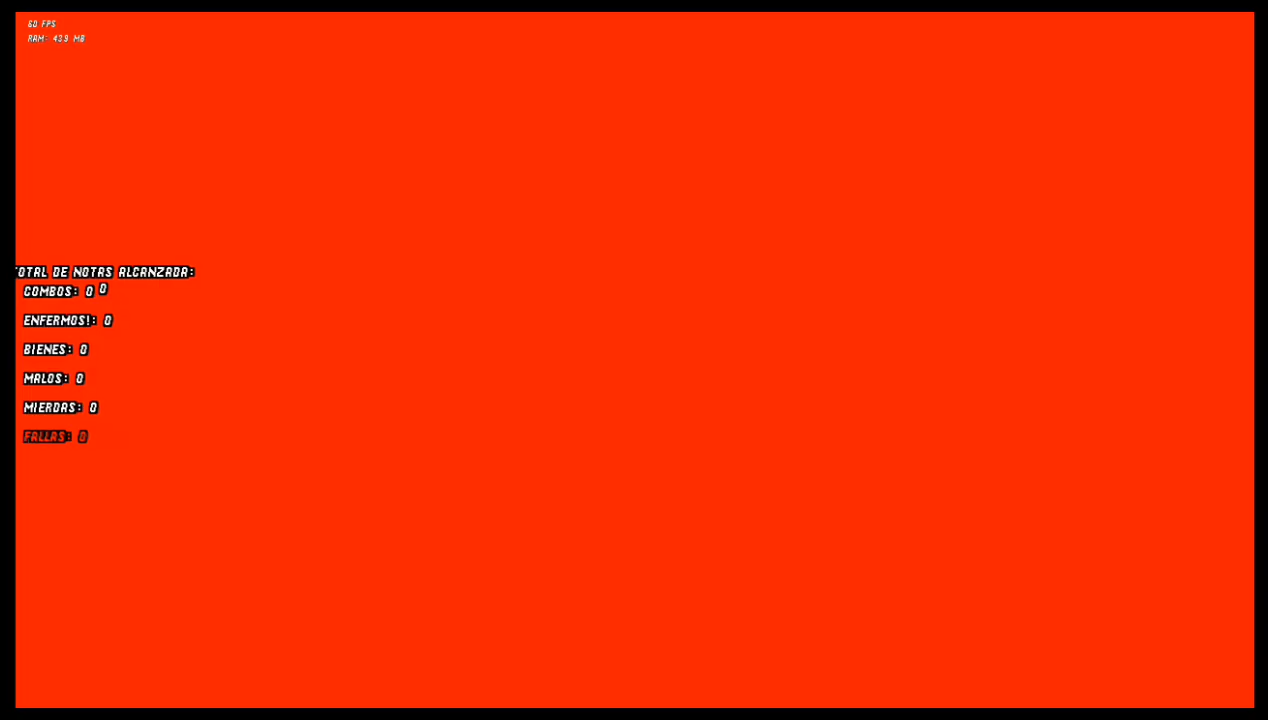 60 FPS
RAM: 43.9 MB
TOTAL DE NOTAS ALCANZADA:
COMBOS: 0 0
ENFERMOS!: 0
BIENES: 0
MALOS: 0
MIERDAS: 0
FALLAS: 0